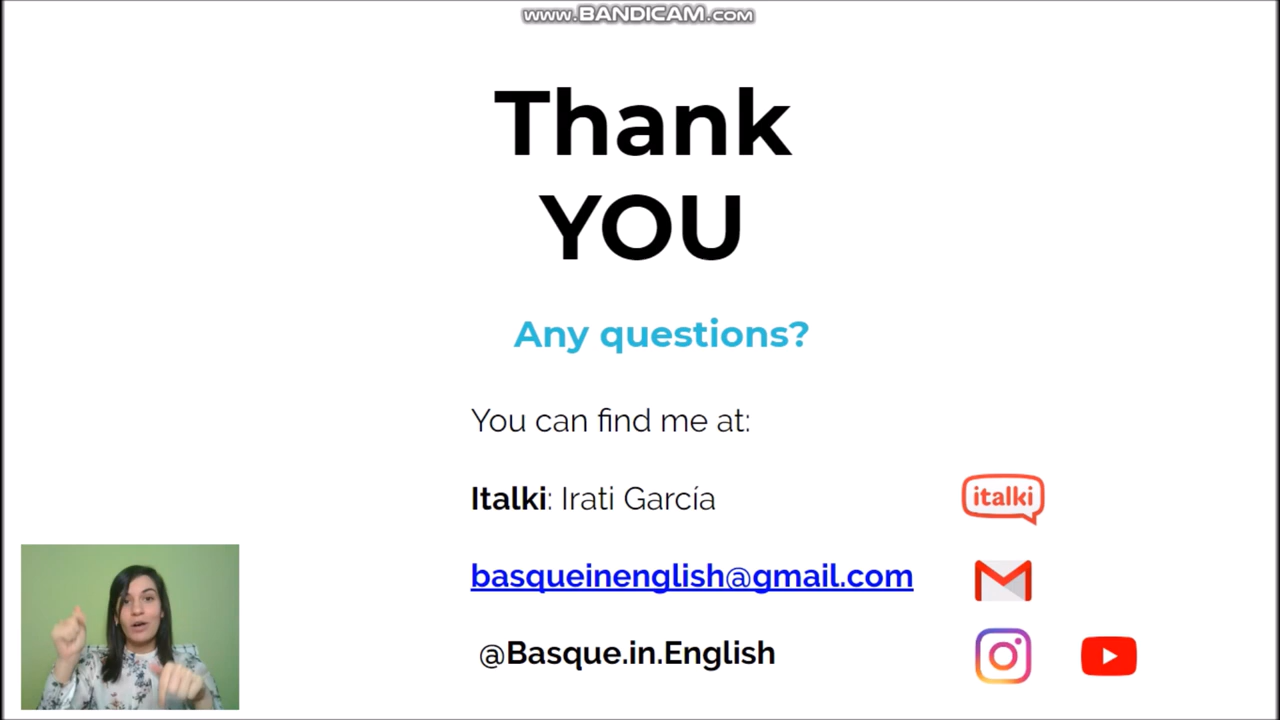 www.BANDICAM.com
Thank
YOU
Any questions?
You can find me at:
Italki: Irati García
italki
basqueinenglish@gmail.com
@Basque.in.English